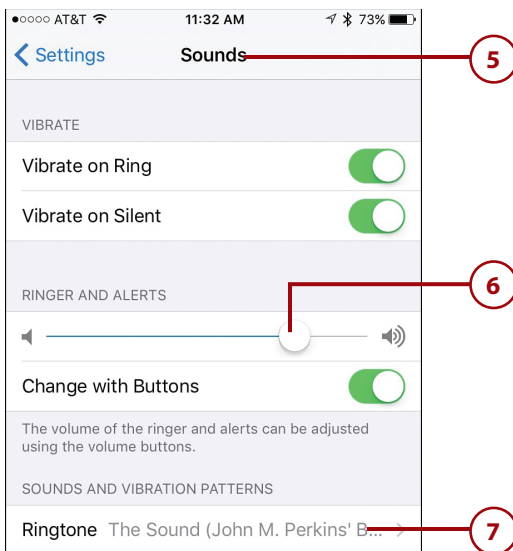 AT&T 11:32 AM 73%
Settings Sounds 5
VIBRATE
Vibrate on Ring
Vibrate on Silent
6
RINGER AND ALERTS
Change with Buttons
The volume of the ringer and alerts can be adjusted
using the volume buttons.
SOUNDS AND VIBRATION PATTERNS
Ringtone The Sound (John M. Perkins' B... 7